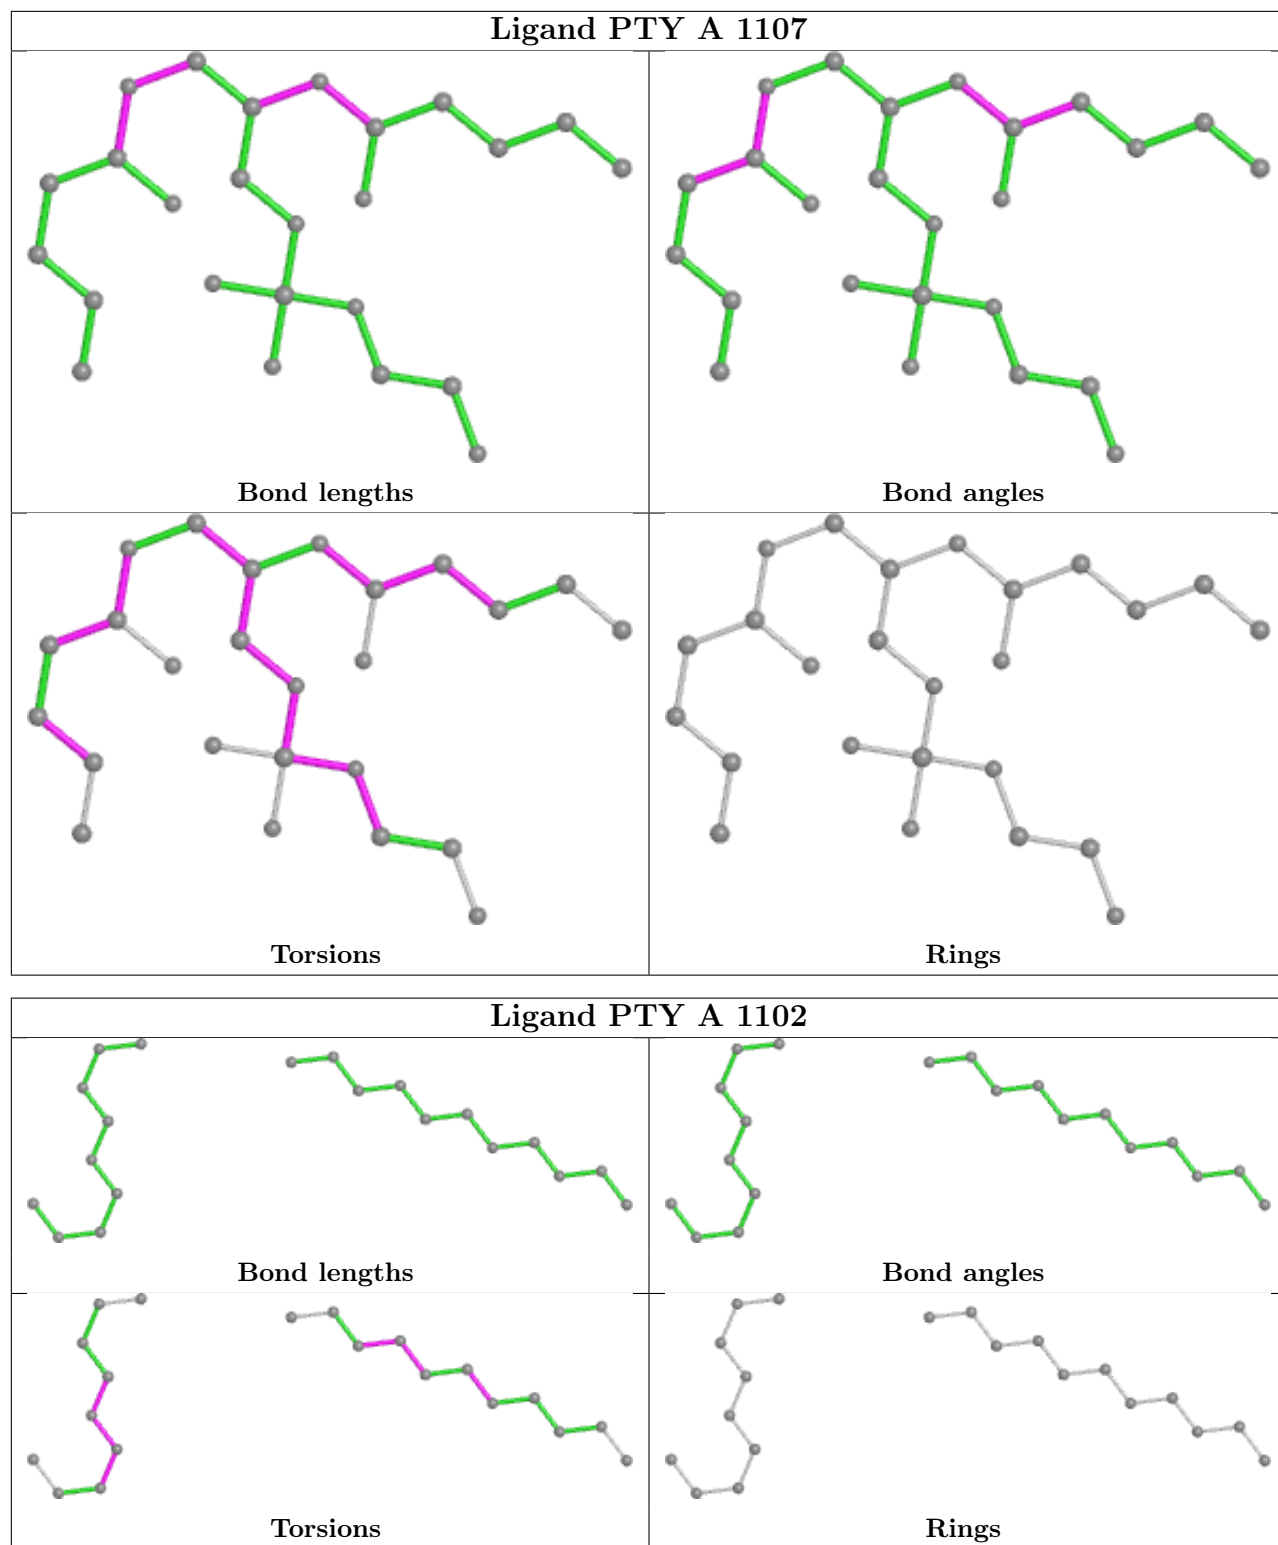 Ligand PTY A 1107
Bond lengths
Bond angles
Torsions
Rings
Ligand PTY A 1102
Bond lengths
Bond angles
Torsions
Rings